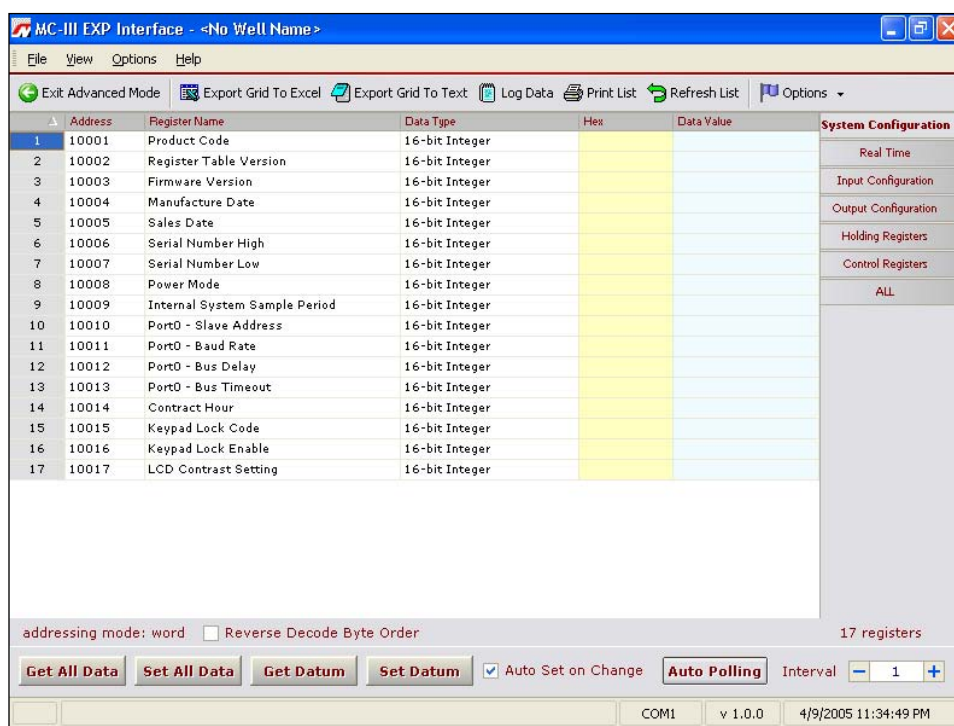 MC-III EXP Interface - <No Well Name>
File View Options Help
Exit Advanced Mode Export Grid To Excel Export Grid To Text Log Data Print List Refresh List Options
Address Register Name Data Type Hex Data Value System Configuration
1 10001 Product Code 16-bit Integer
2 10002 Register Table Version 16-bit Integer Real Time
3 10003 Firmware Version 16-bit Integer Input Configuration
4 10004 Manufacture Date 16-bit Integer Output Configuration
5 10005 Sales Date 16-bit Integer
6 10006 Serial Number High 16-bit Integer Holding Registers
7 10007 Serial Number Low 16-bit Integer Control Registers
8 10008 Power Mode 16-bit Integer ALL
9 10009 Internal System Sample Period 16-bit Integer
10 10010 Port0 - Slave Address 16-bit Integer
11 10011 Port0 - Baud Rate 16-bit Integer
12 10012 Port0 - Bus Delay 16-bit Integer
13 10013 Port0 - Bus Timeout 16-bit Integer
14 10014 Contract Hour 16-bit Integer
15 10015 Keypad Lock Code 16-bit Integer
16 10016 Keypad Lock Enable 16-bit Integer
17 10017 LCD Contrast Setting 16-bit Integer
addressing mode: word Reverse Decode Byte Order 17 registers
Get All Data Set All Data Get Datum Set Datum Auto Set on Change Auto Polling Interval 1
COM1 v 1.0.0 4/9/2005 11:34:49 PM